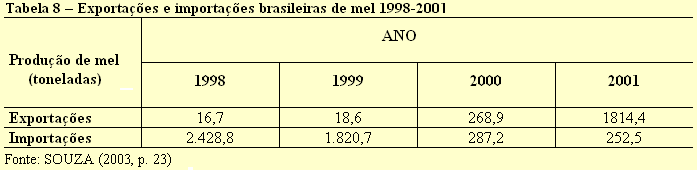 Tabela 8 – Exportações e importações brasileiras de mel 1998-2001
Produção de mel
(toneladas)
ANO
1998 1999 2000 2001
Exportações 16,7 18,6 268,9 1814,4
Importações 2.428,8 1.820,7 287,2 252,5
Fonte: SOUZA (2003, p. 23)